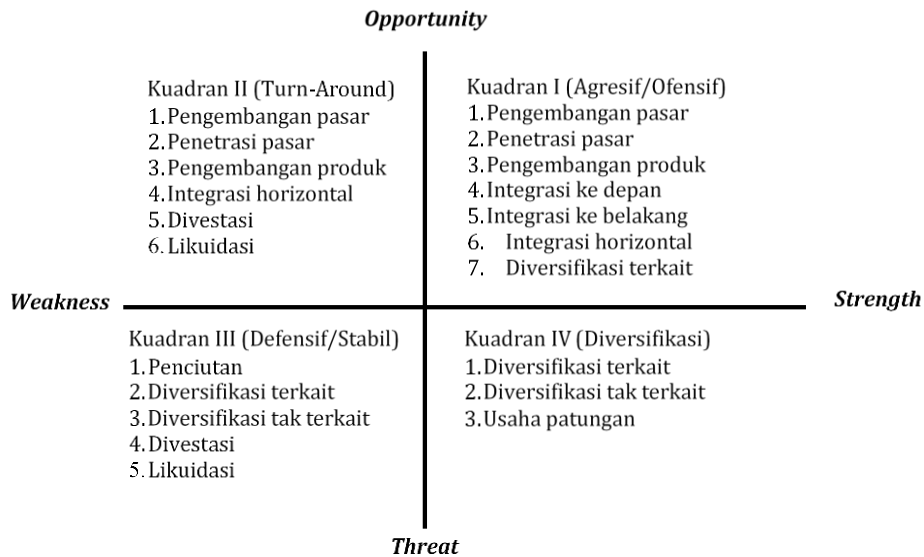 Opportunity
Kuadran II (Turn-Around)
1.Pengembangan pasar
2.Penetrasi pasar
3.Pengembangan produk
4.Integrasi horizontal
5.Divestasi
6.Likuidasi
Kuadran I (Agresif/Ofensif)
1.Pengembangan pasar
2.Penetrasi pasar
3.Pengembangan produk
4.Integrasi ke depan
5.Integrasi ke belakang
6. Integrasi horizontal
7. Diversifikasi terkait
Weakness
Strength
Kuadran III (Defensif/Stabil)
1.Penciutan
2.Diversifikasi terkait
3.Diversifikasi tak terkait
4.Divestasi
5.Likuidasi
Kuadran IV (Diversifikasi)
1.Diversifikasi terkait
2.Diversifikasi tak terkait
3.Usaha patungan
Threat